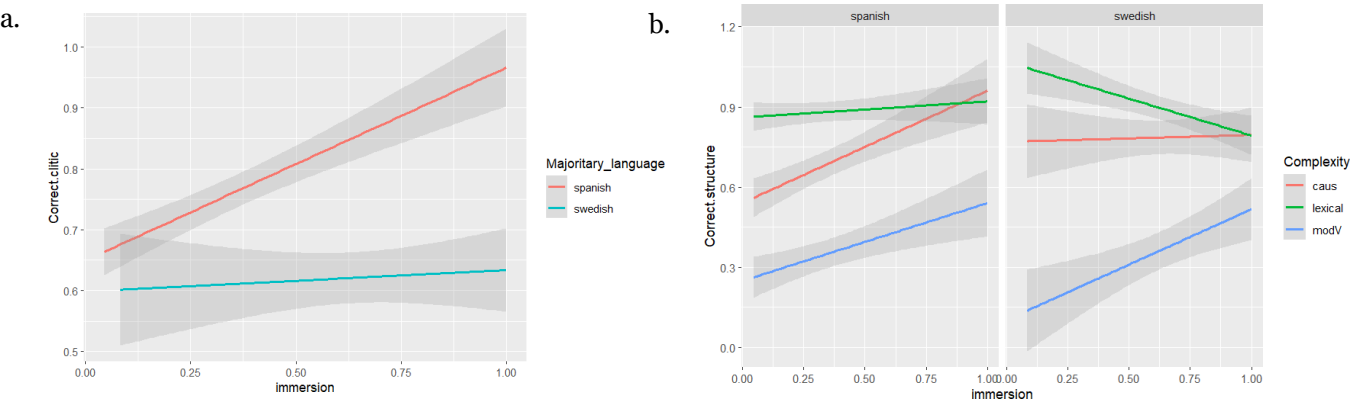 a.
1.0
0.9
0.8
0.7
0.6
0.5
Correct.clitic
0.00 0.25 0.50 0.75 1.00
immersion
Majoritary_language
spanish
swedish
b.
spanish swedish
1.2
0.9
0.6
0.3
0.0
Correct.structure
0.00 0.25 0.50 0.75 1.00 0.00 0.25 0.50 0.75 1.00
immersion
Complexity
caus
lexical
modV